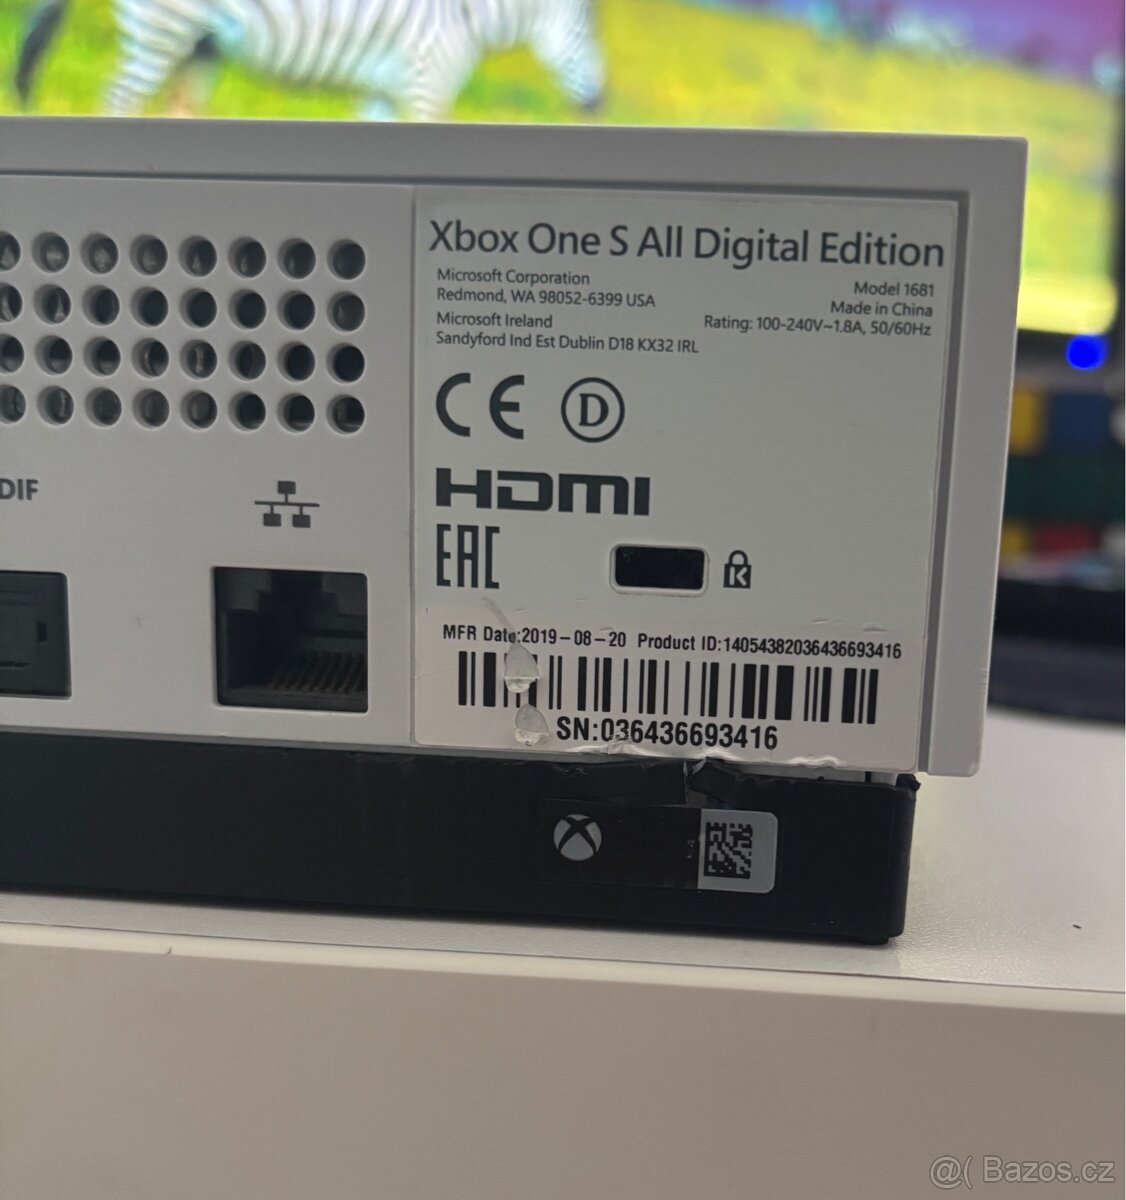 Xbox One S All Digital Edition
Microsoft Corporation
Redmond, WA 98052-6399 USA
Microsoft Ireland
Sandyford Ind Est Dublin D18 KX32 IRL
Model 1681
Made in China
Rating: 100-240V~1.8A, 50/60Hz
CE D
HDMI
EAC
K
DIF
MFR Date:2019-08-20 Product ID:14054382036436693416
SN:036436693416
@( Bazos.cz